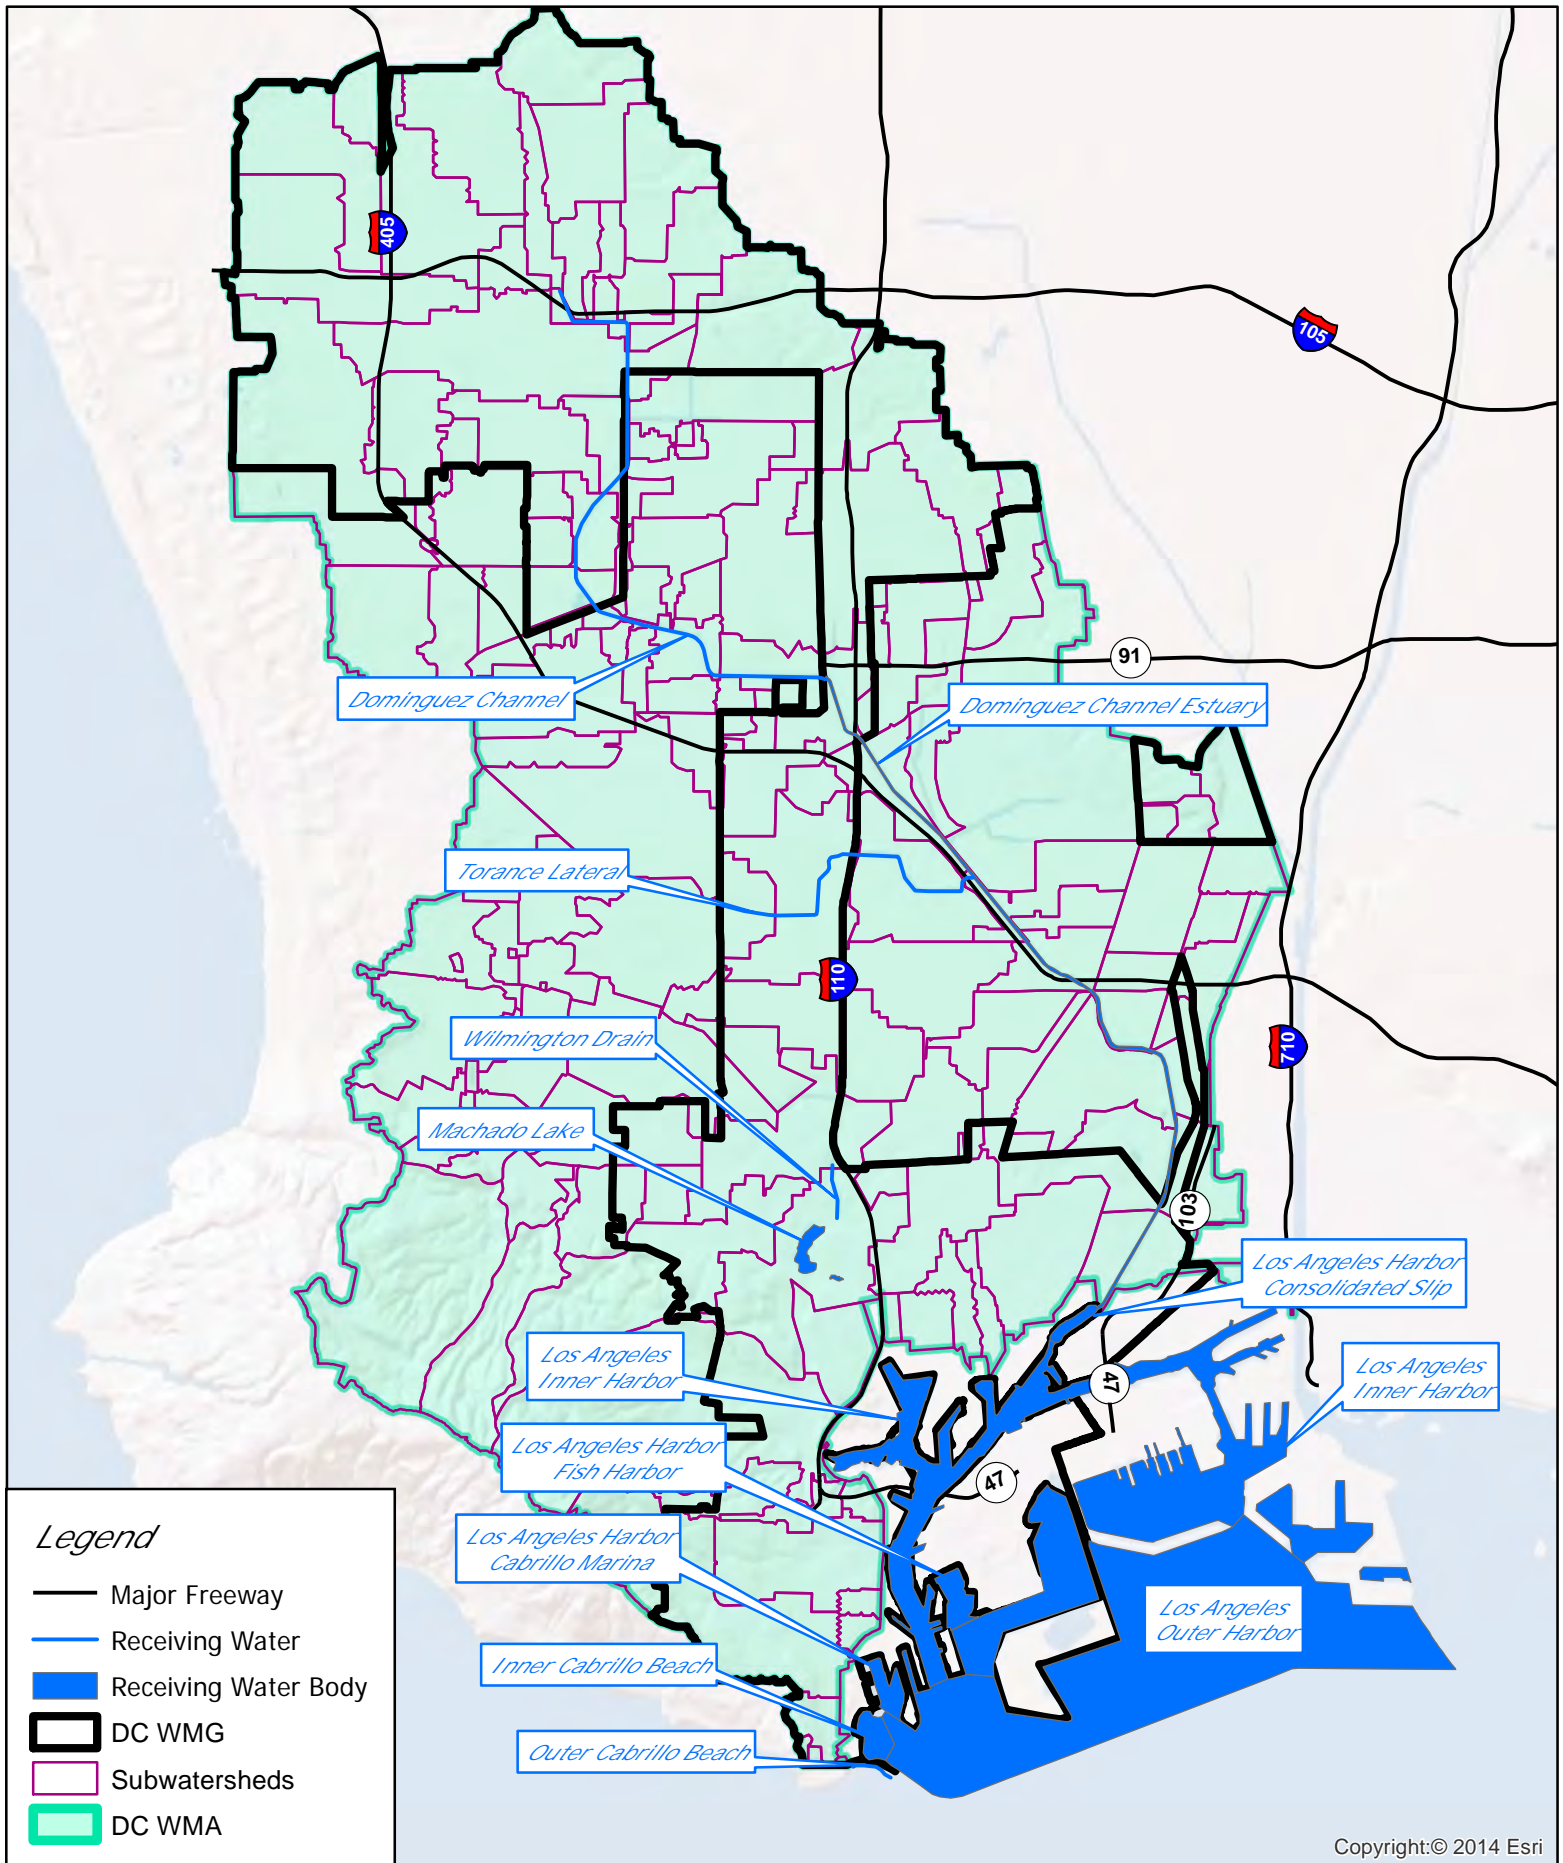 405
105
91
Dominguez Channel
Dominguez Channel Estuary
Torance Lateral
110
Wilmington Drain
710
Machado Lake
103
Los Angeles Harbor
Consolidated Slip
Los Angeles
Inner Harbor
Los Angeles
Inner Harbor
47
Los Angeles Harbor
Fish Harbor
47
Los Angeles Harbor
Cabrillo Marina
Los Angeles
Outer Harbor
Inner Cabrillo Beach
Outer Cabrillo Beach
Legend
Major Freeway
Receiving Water
Receiving Water Body
DC WMG
Subwatersheds
DC WMA
Copyright:© 2014 Esri